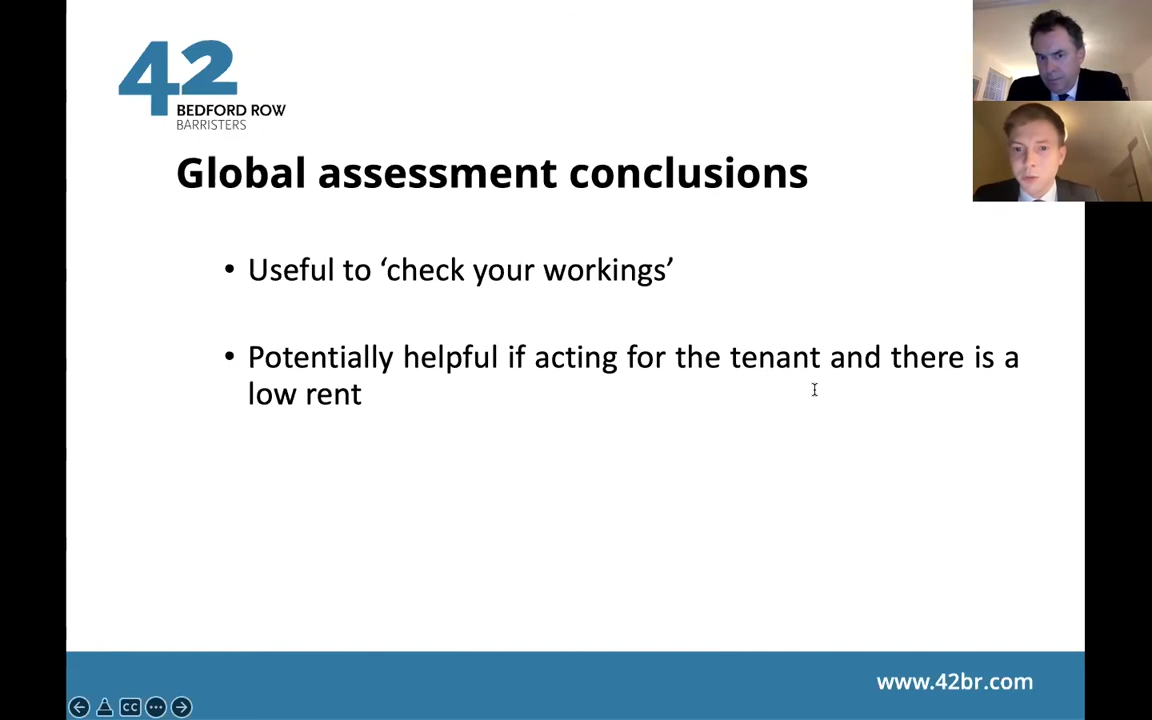 42
BEDFORD ROW
BARRISTERS
Global assessment conclusions
• Useful to ‘check your workings’
• Potentially helpful if acting for the tenant and there is a
low rent
www.42br.com
CC